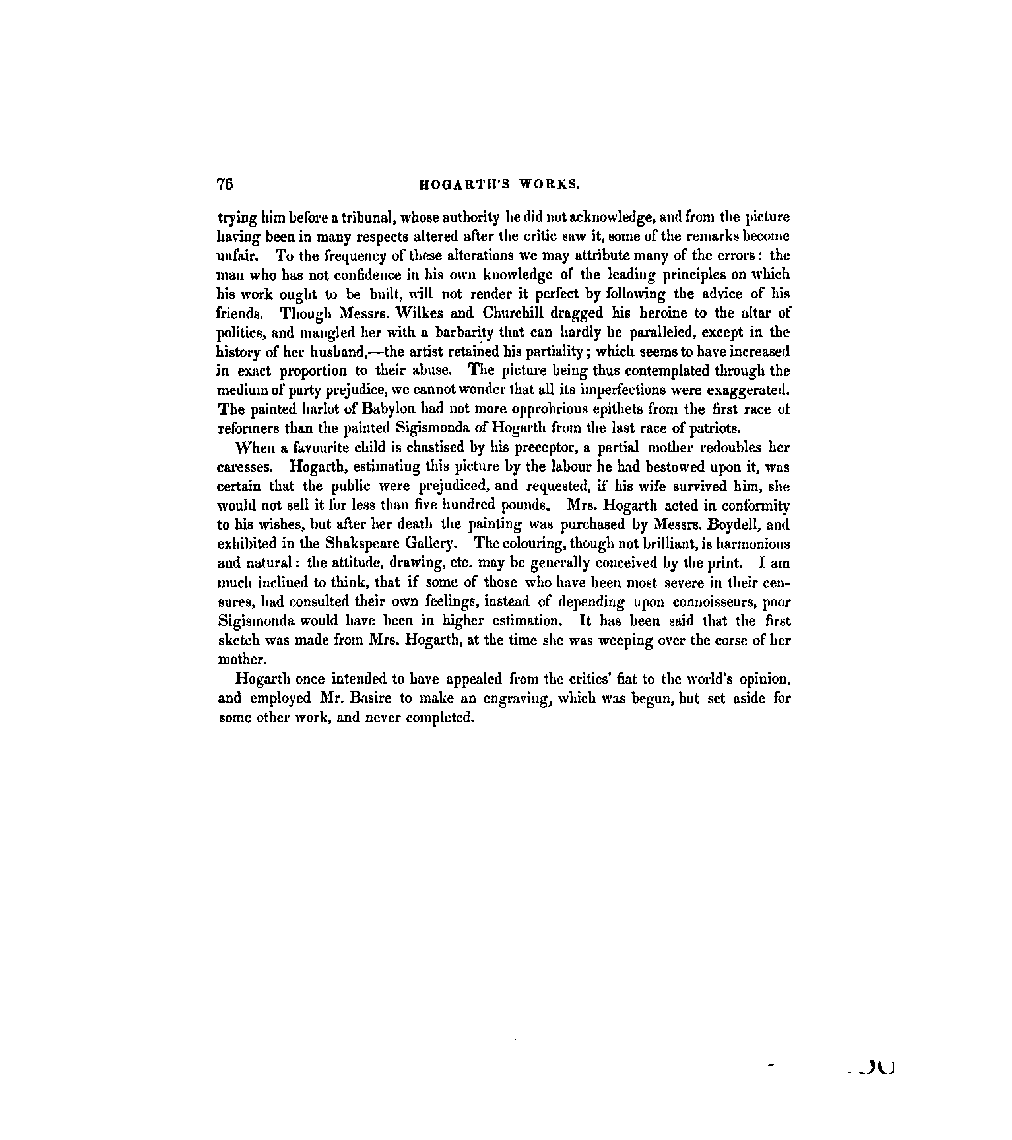 76 HOGARTH'S WORKS.
trying him before a tribunal, whose authority he did not acknowledge, and from the picture
having been in many respects altered after the critic saw it, some of the remarks become
unfair. To the frequency of these alterations we may attribute many of the errors: the
man who has not confidence in his own knowledge of the leading principles on which
his work ought to be built, will not render it perfect by following the advice of his
friends. Though Messrs. Wilkes and Churchill dragged his heroine to the altar of
politics, and mangled her with a barbarity that can hardly be paralleled, except in the
history of her husband,—the artist retained his partiality; which seems to have increased
in exact proportion to their abuse. The picture being thus contemplated through the
medium of party prejudice, we cannot wonder that all its imperfections were exaggerated.
The painted harlot of Babylon had not more opprobrious epithets from the first race of
reformers than the painted Sigismonda of Hogarth from the last race of patriots.
When a favourite child is chastised by his preceptor, a partial mother redoubles her
caresses. Hogarth, estimating this picture by the labour he had bestowed upon it, was
certain that the public were prejudiced, and requested, if his wife survived him, she
would not sell it for less than five hundred pounds. Mrs. Hogarth acted in conformity
to his wishes, but after her death the painting was purchased by Messrs. Boydell, and
exhibited in the Shakspeare Gallery. The colouring, though not brilliant, is harmonious
and natural: the attitude, drawing, etc. may be generally conceived by the print. I am
much inclined to think, that if some of those who have been most severe in their cen-
sures, had consulted their own feelings, instead of depending upon connoisseurs, poor
Sigismonda would have been in higher estimation. It has been said that the first
sketch was made from Mrs. Hogarth, at the time she was weeping over the corse of her
mother.
Hogarth once intended to have appealed from the critics' fiat to the world's opinion,
and employed Mr. Basire to make an engraving, which was begun, but set aside for
some other work, and never completed.